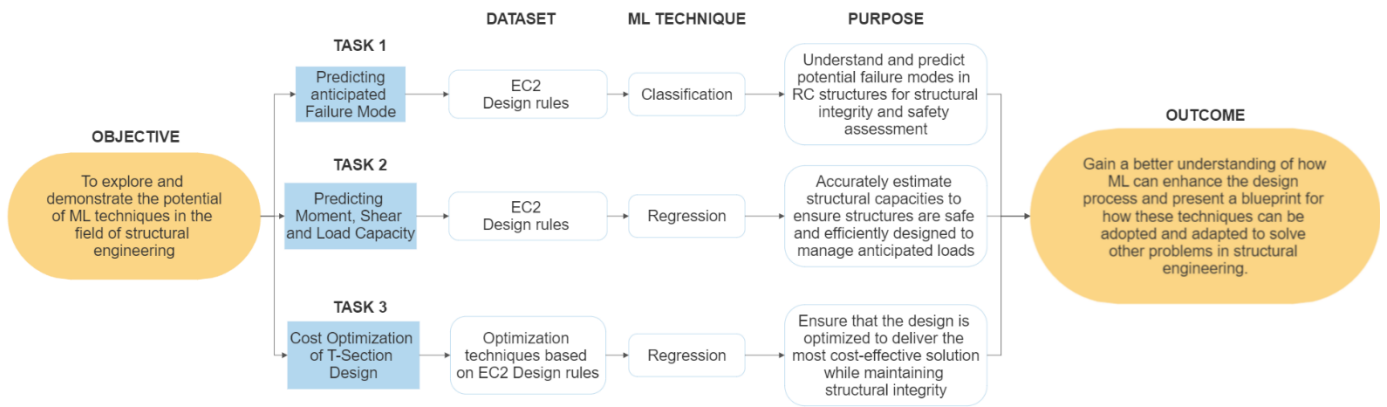 DATASET
ML TECHNIQUE
PURPOSE
OBJECTIVE
To explore and
demonstrate the potential
of ML techniques in the
field of structural
engineering
TASK 1
Predicting
anticipated
Failure Mode
EC2
Design rules
Classification
Understand and predict
potential failure modes in
RC structures for structural
integrity and safety
assessment
TASK 2
Predicting
Moment, Shear
and Load Capacity
EC2
Design rules
Regression
Accurately estimate
structural capacities to
ensure structures are safe
and efficiently designed to
manage anticipated loads
TASK 3
Cost Optimization
of T-Section
Design
Optimization
techniques based
on EC2 Design rules
Regression
Ensure that the design is
optimized to deliver the
most cost-effective solution
while maintaining
structural integrity
OUTCOME
Gain a better understanding of how
ML can enhance the design
process and present a blueprint for
how these techniques can be
adopted and adapted to solve
other problems in structural
engineering.